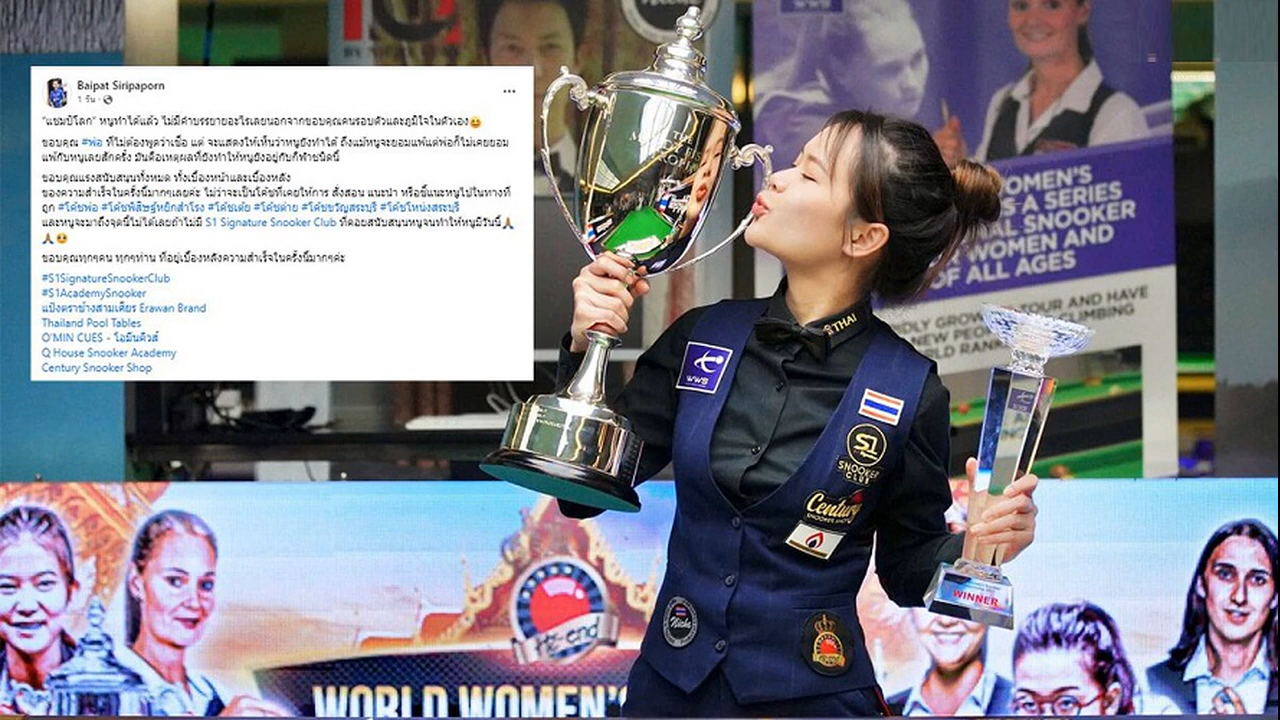 Baipat Siripaporn
1 วัน ·
"แชมป์โลก" หนูทำได้แล้ว ไม่มีคำบรรยายอะไรเลยนอกจากขอบคุณคนรอบตัวและภูมิใจในตัวเอง😊
ขอบคุณ #พ่อ ที่ไม่ต้องพูดว่าเชื่อ แต่ จะแสดงให้เห็นว่าหนูยังทำได้ ถึงแม้หนูจะยอมแพ้แต่พ่อก็ไม่เคยยอม
แพ้กับหนูเลยสักครั้ง มันคือเหตุผลที่ยังทำให้หนูยังอยู่กับกีฬาชนิดนี้
ขอบคุณแรงสนับสนุนทั้งหมด ทั้งเบื้องหน้าและเบื้องหลัง
ของความสำเร็จในครั้งนี้มากๆเลยค่ะ ไม่ว่าจะเป็นโค้ชที่เคยให้การ สั่งสอน แนะนำ หรือชี้แนะหนูไปในทางที่
ถูก #โค้ชพ่อ #โค้ชพิสิษฐ์หยิกสำโรง #โค้ชเต๋ย #โค้ชต่าย #โค้ชขวัญสระบุรี #โค้ชโหน่งสระบุรี
และหนูจะมาถึงจุดนี้ไม่ได้เลยถ้าไม่มี S1 Signature Snooker Club ที่คอยสนับสนุนหนูจนทำให้หนูมีวันนี้🙏
🙏😊
ขอบคุณทุกๆคน ทุกๆท่าน ที่อยู่เบื้องหลังความสำเร็จในครั้งนี้มากๆค่ะ
#S1SignatureSnookerClub
#S1AcademySnooker
แป้งตราช้างสามเศียร Erawan Brand
Thailand Pool Tables
O'MIN CUES - โอมีนคิวส์
Q House Snooker Academy
Century Snooker Shop
THE
THAI
WWS
S1
SNOOKER
CLUB
Century
Nicha
WINNER
WWS
OMEN'S
S A SERIES
AL SNOOKER
WOMEN AND
OF ALL AGES
NDLY GROW
TOUR AND HAVE
NEW PEO
CLIMBING
RLD RANK
Hi-end
WORLD WOMEN'S